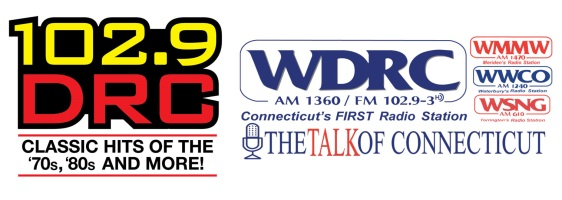 102.9
DRC
CLASSIC HITS OF THE
'70s, '80s AND MORE!
WDRC
AM 1360 / FM 102.9-3 HD
Connecticut's FIRST Radio Station
THE TALK OF CONNECTICUT
WMMW
AM 1470
Meriden's Radio Station
WWCO
AM 1240
Waterbury's Radio Station
WSNG
AM 610
Torrington's Radio Station